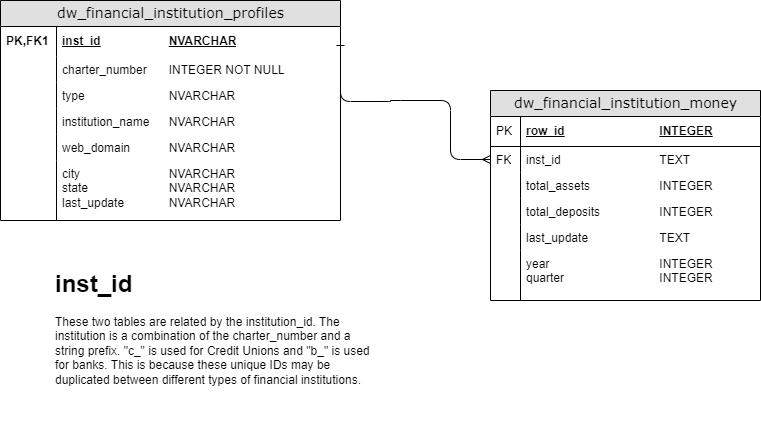 dw_financial_institution_profiles
PK,FK1 inst_id NVARCHAR
charter_number INTEGER NOT NULL
type NVARCHAR
institution_name NVARCHAR
web_domain NVARCHAR
city NVARCHAR
state NVARCHAR
last_update NVARCHAR
dw_financial_institution_money
PK row_id INTEGER
FK inst_id TEXT
total_assets INTEGER
total_deposits INTEGER
last_update TEXT
year INTEGER
quarter INTEGER
inst_id
These two tables are related by the institution_id. The
institution is a combination of the charter_number and a
string prefix. "c_" is used for Credit Unions and "b_" is used
for banks. This is because these unique IDs may be
duplicated between different types of financial institutions.